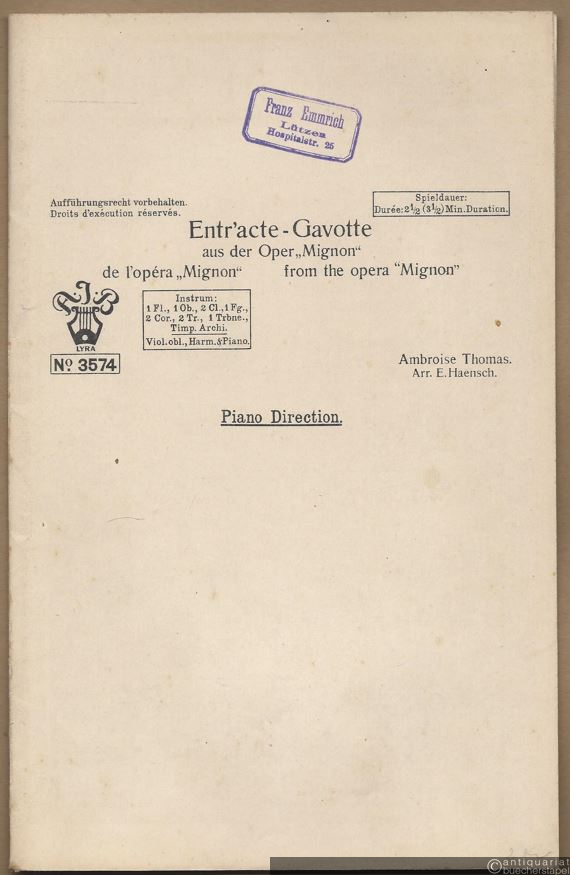 Franz Emmrich
Lützen
Hospitalstr. 25
Aufführungsrecht vorbehalten.
Droits d'exécution réservés.
Spieldauer:
Durée: 2½ (3½) Min. Duration.
Entr'acte - Gavotte
aus der Oper „Mignon“
de l'opéra „Mignon“ from the opera “Mignon”
A.J.B
LYRA
Nº 3574
Instrum:
1 Fl., 1 Ob., 2 Cl., 1 Fg.,
2 Cor., 2 Tr., 1 Trbne.,
Timp. Archi.
Viol. obl., Harm. & Piano.
Ambroise Thomas.
Arr. E. Haensch.
Piano Direction.
©antiquariat
buecherstapel